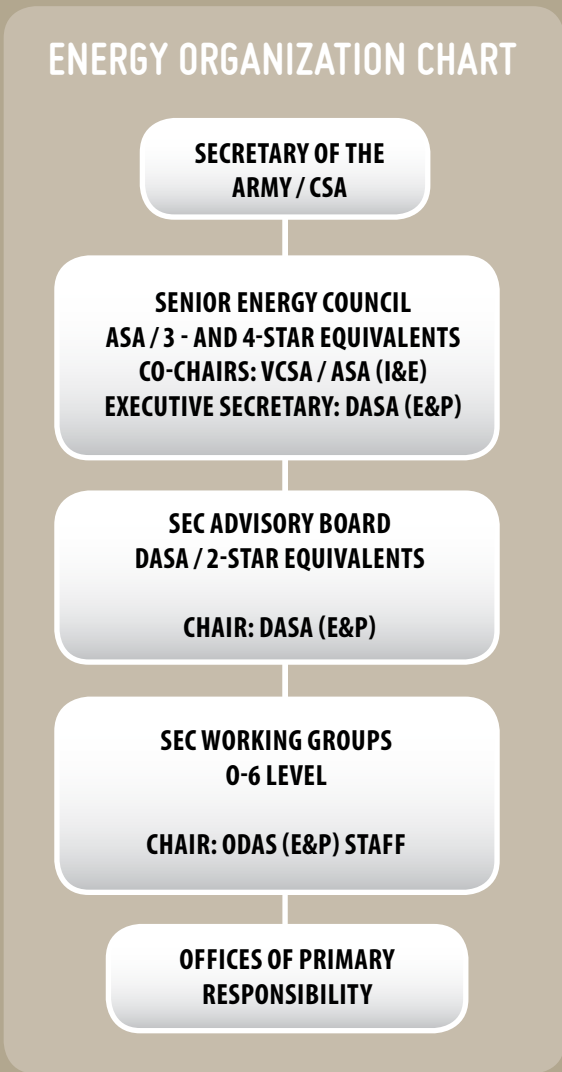 ENERGY ORGANIZATION CHART
SECRETARY OF THE
ARMY / CSA
SENIOR ENERGY COUNCIL
ASA / 3 - AND 4-STAR EQUIVALENTS
CO-CHAIRS: VCSA / ASA (I&E)
EXECUTIVE SECRETARY: DASA (E&P)
SEC ADVISORY BOARD
DASA / 2-STAR EQUIVALENTS
CHAIR: DASA (E&P)
SEC WORKING GROUPS
O-6 LEVEL
CHAIR: ODAS (E&P) STAFF
OFFICES OF PRIMARY
RESPONSIBILITY